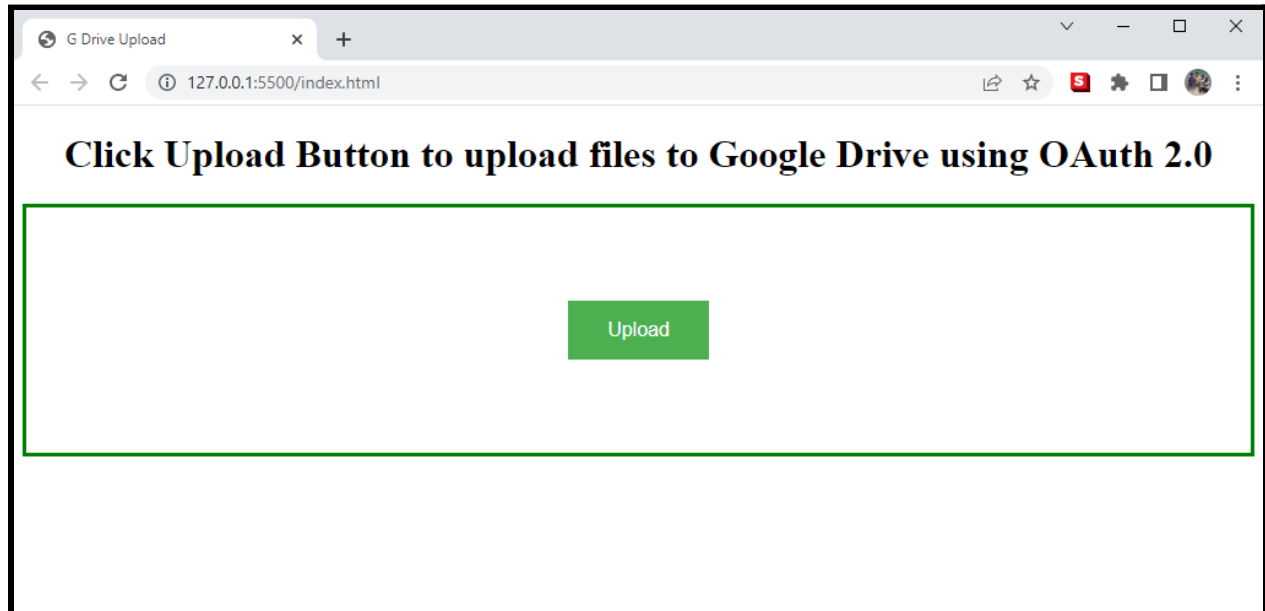 G Drive Upload
127.0.0.1:5500/index.html
S
Click Upload Button to upload files to Google Drive using OAuth 2.0
Upload